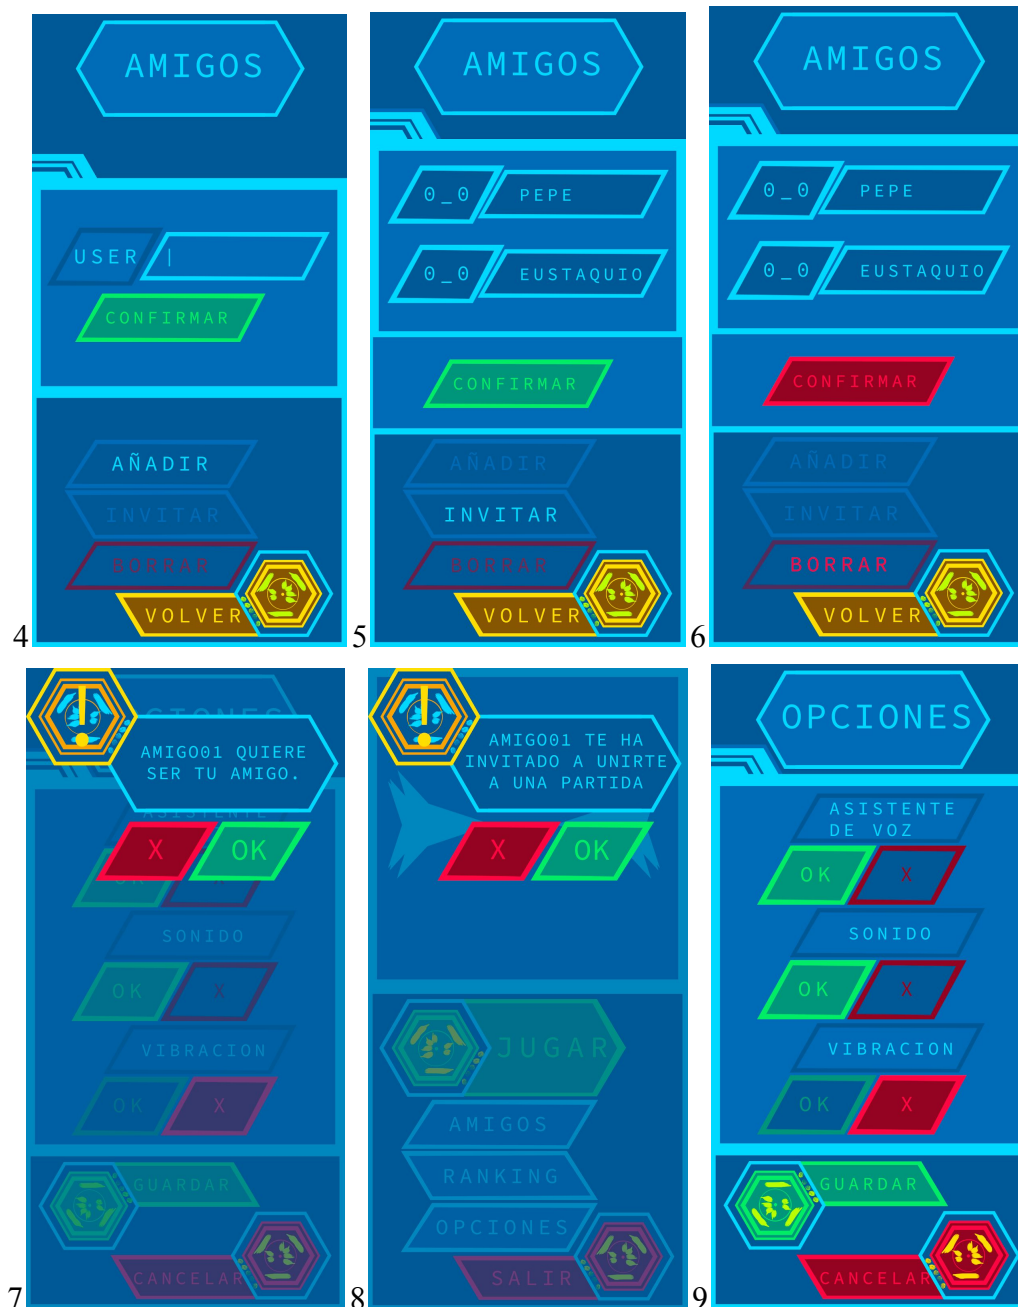 AMIGOS
USER |
CONFIRMAR
AÑADIR
INVITAR
BORRAR
VOLVER
4
AMIGOS
0_0 PEPE
0_0 EUSTAQUIO
CONFIRMAR
AÑADIR
INVITAR
BORRAR
VOLVER
5
AMIGOS
0_0 PEPE
0_0 EUSTAQUIO
CONFIRMAR
AÑADIR
INVITAR
BORRAR
VOLVER
6
!
AMIGO01 QUIERE
SER TU AMIGO.
X OK
ASISTENTE
OK
SONIDO
OK X
VIBRACION
OK X
GUARDAR
CANCELAR
7
!
AMIGO01 TE HA
INVITADO A UNIRTE
A UNA PARTIDA
X OK
JUGAR
AMIGOS
RANKING
OPCIONES
SALIR
8
OPCIONES
ASISTENTE
DE VOZ
OK X
SONIDO
OK X
VIBRACION
OK X
GUARDAR
CANCELAR
9